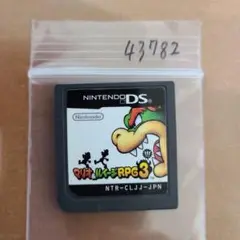 43782
NINTENDO DS
Nintendo
マリオ&ルイージRPG3!!!
NTR-CLJJ-JPN